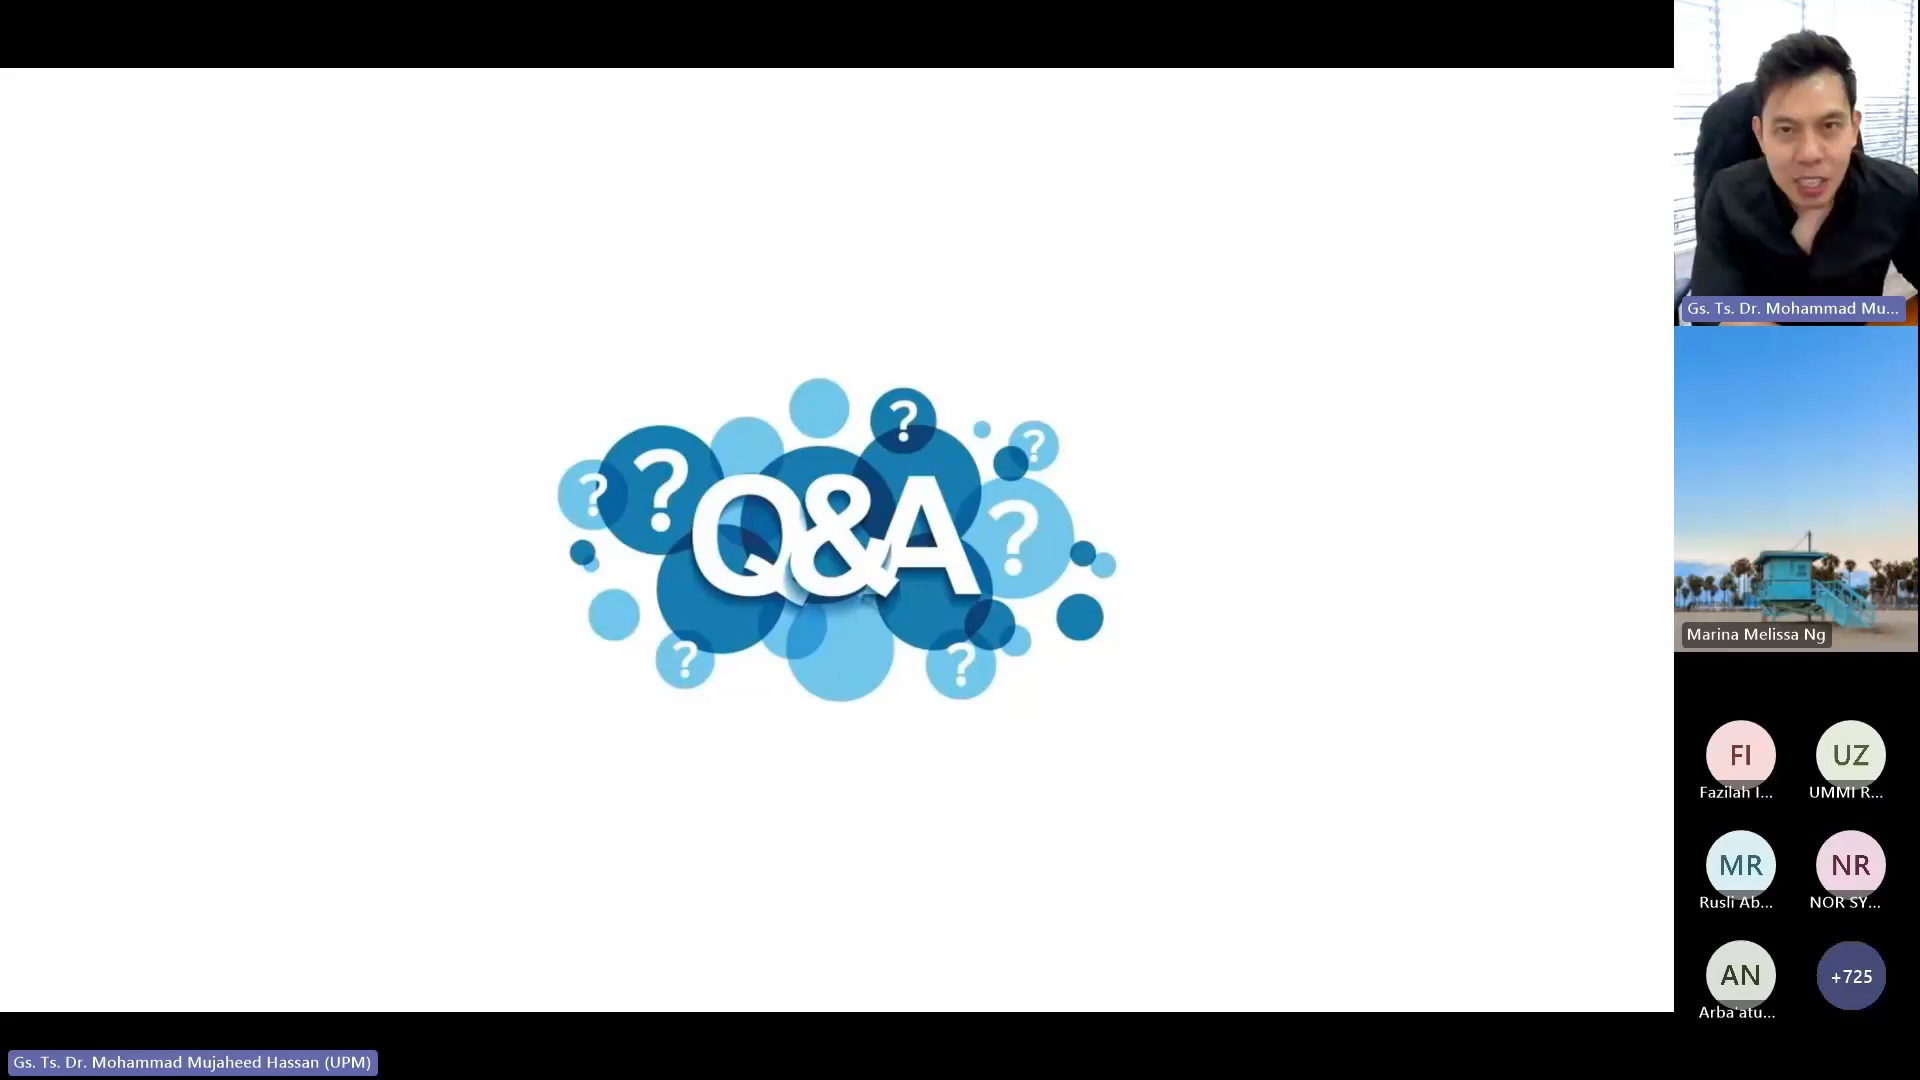 ?
?
?
?
?
?
?
Q&A
Gs. Ts. Dr. Mohammad Mu...
Marina Melissa Ng
FI
Fazilah I...
UZ
UMMI R...
MR
Rusli Ab...
NR
NOR SY...
AN
Arba'atu...
+725
Gs. Ts. Dr. Mohammad Mujaheed Hassan (UPM)